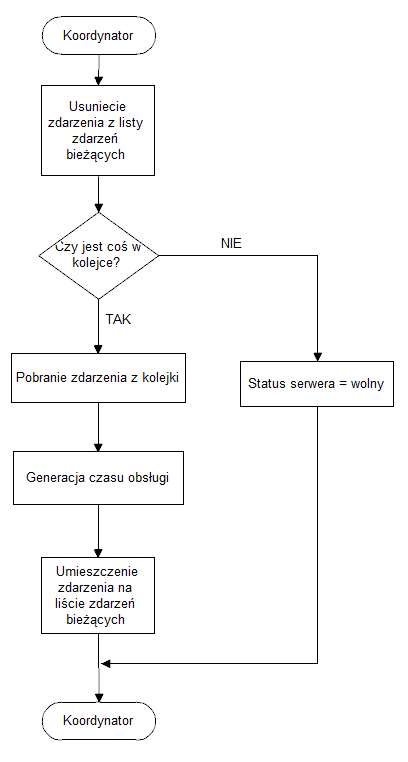 Koordynator
Usuniecie
zdarzenia z listy
zdarzeń
bieżących
Czy jest coś w
kolejce?
NIE
TAK
Pobranie zdarzenia z kolejki
Status serwera = wolny
Generacja czasu obsługi
Umieszczenie
zdarzenia na
liście zdarzeń
bieżących
Koordynator